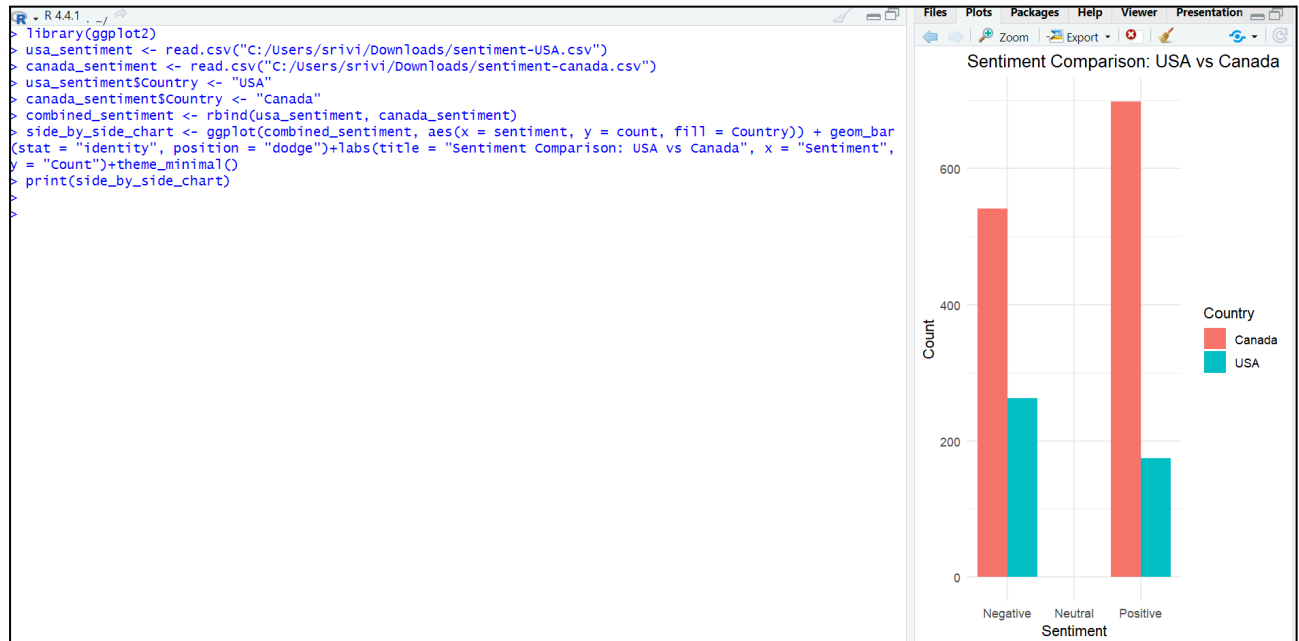 R 4.4.1 . ~/
> library(ggplot2)
> usa_sentiment <- read.csv("C:/Users/srivi/Downloads/sentiment-USA.csv")
> canada_sentiment <- read.csv("C:/Users/srivi/Downloads/sentiment-canada.csv")
> usa_sentiment$Country <- "USA"
> canada_sentiment$Country <- "Canada"
> combined_sentiment <- rbind(usa_sentiment, canada_sentiment)
> side_by_side_chart <- ggplot(combined_sentiment, aes(x = sentiment, y = count, fill = Country)) + geom_bar
(stat = "identity", position = "dodge")+labs(title = "Sentiment Comparison: USA vs Canada", x = "Sentiment",
y = "Count")+theme_minimal()
> print(side_by_side_chart)
>
>
Files Plots Packages Help Viewer Presentation
Zoom Export
Sentiment Comparison: USA vs Canada
600
400
200
0
Count
Negative Neutral Positive
Sentiment
Country
Canada
USA